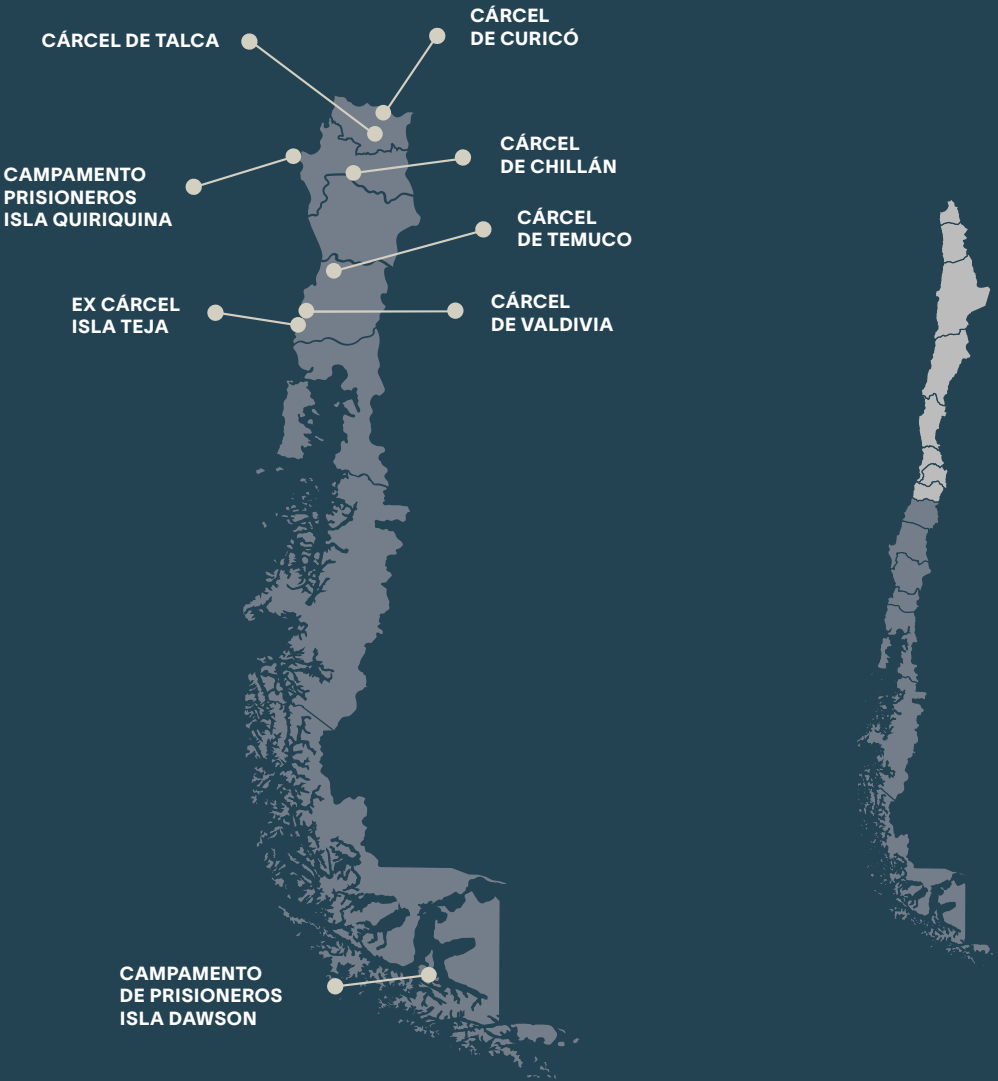 CÁRCEL
DE CURICÓ
CÁRCEL DE TALCA
CÁRCEL
DE CHILLÁN
CAMPAMENTO
PRISIONEROS
ISLA QUIRIQUINA
CÁRCEL
DE TEMUCO
EX CÁRCEL
ISLA TEJA
CÁRCEL
DE VALDIVIA
CAMPAMENTO
DE PRISIONEROS
ISLA DAWSON